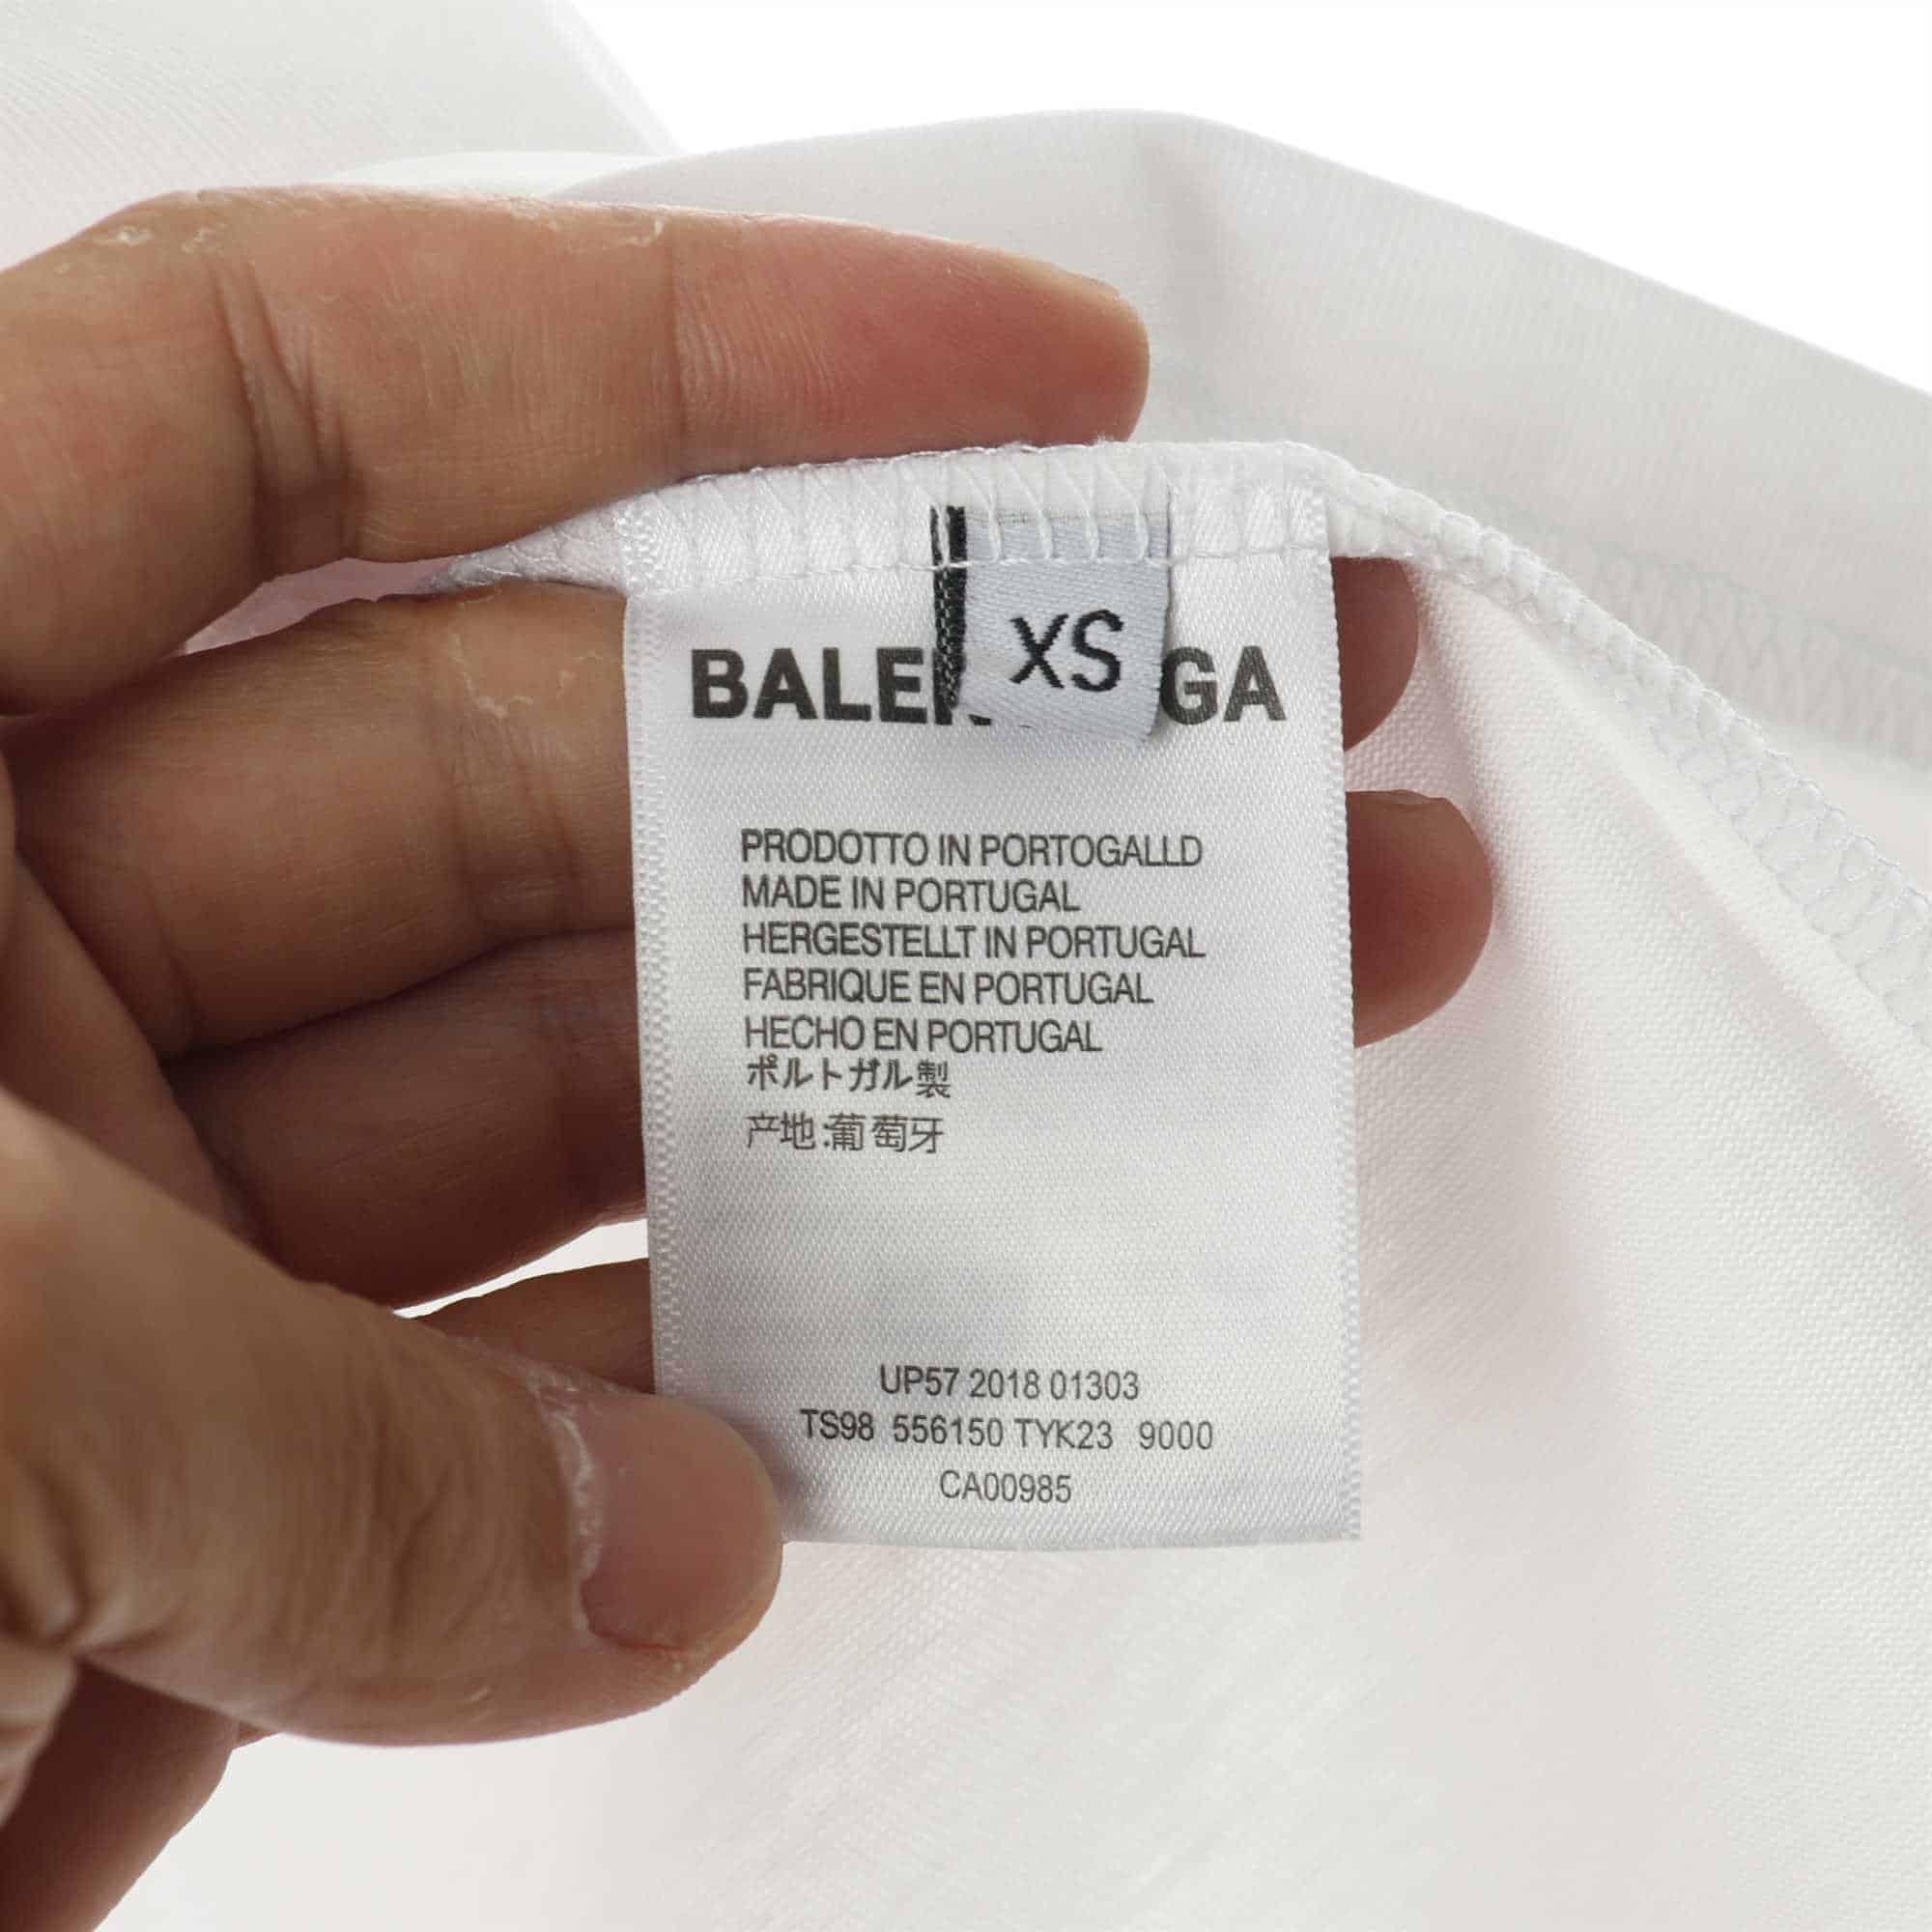 XS
BALEN GA
PRODOTTO IN PORTOGALLD
MADE IN PORTUGAL
HERGESTELLT IN PORTUGAL
FABRIQUE EN PORTUGAL
HECHO EN PORTUGAL
ポルトガル製
产地:葡萄牙
UP57 2018 01303
TS98 556150 TYK23 9000
CA00985